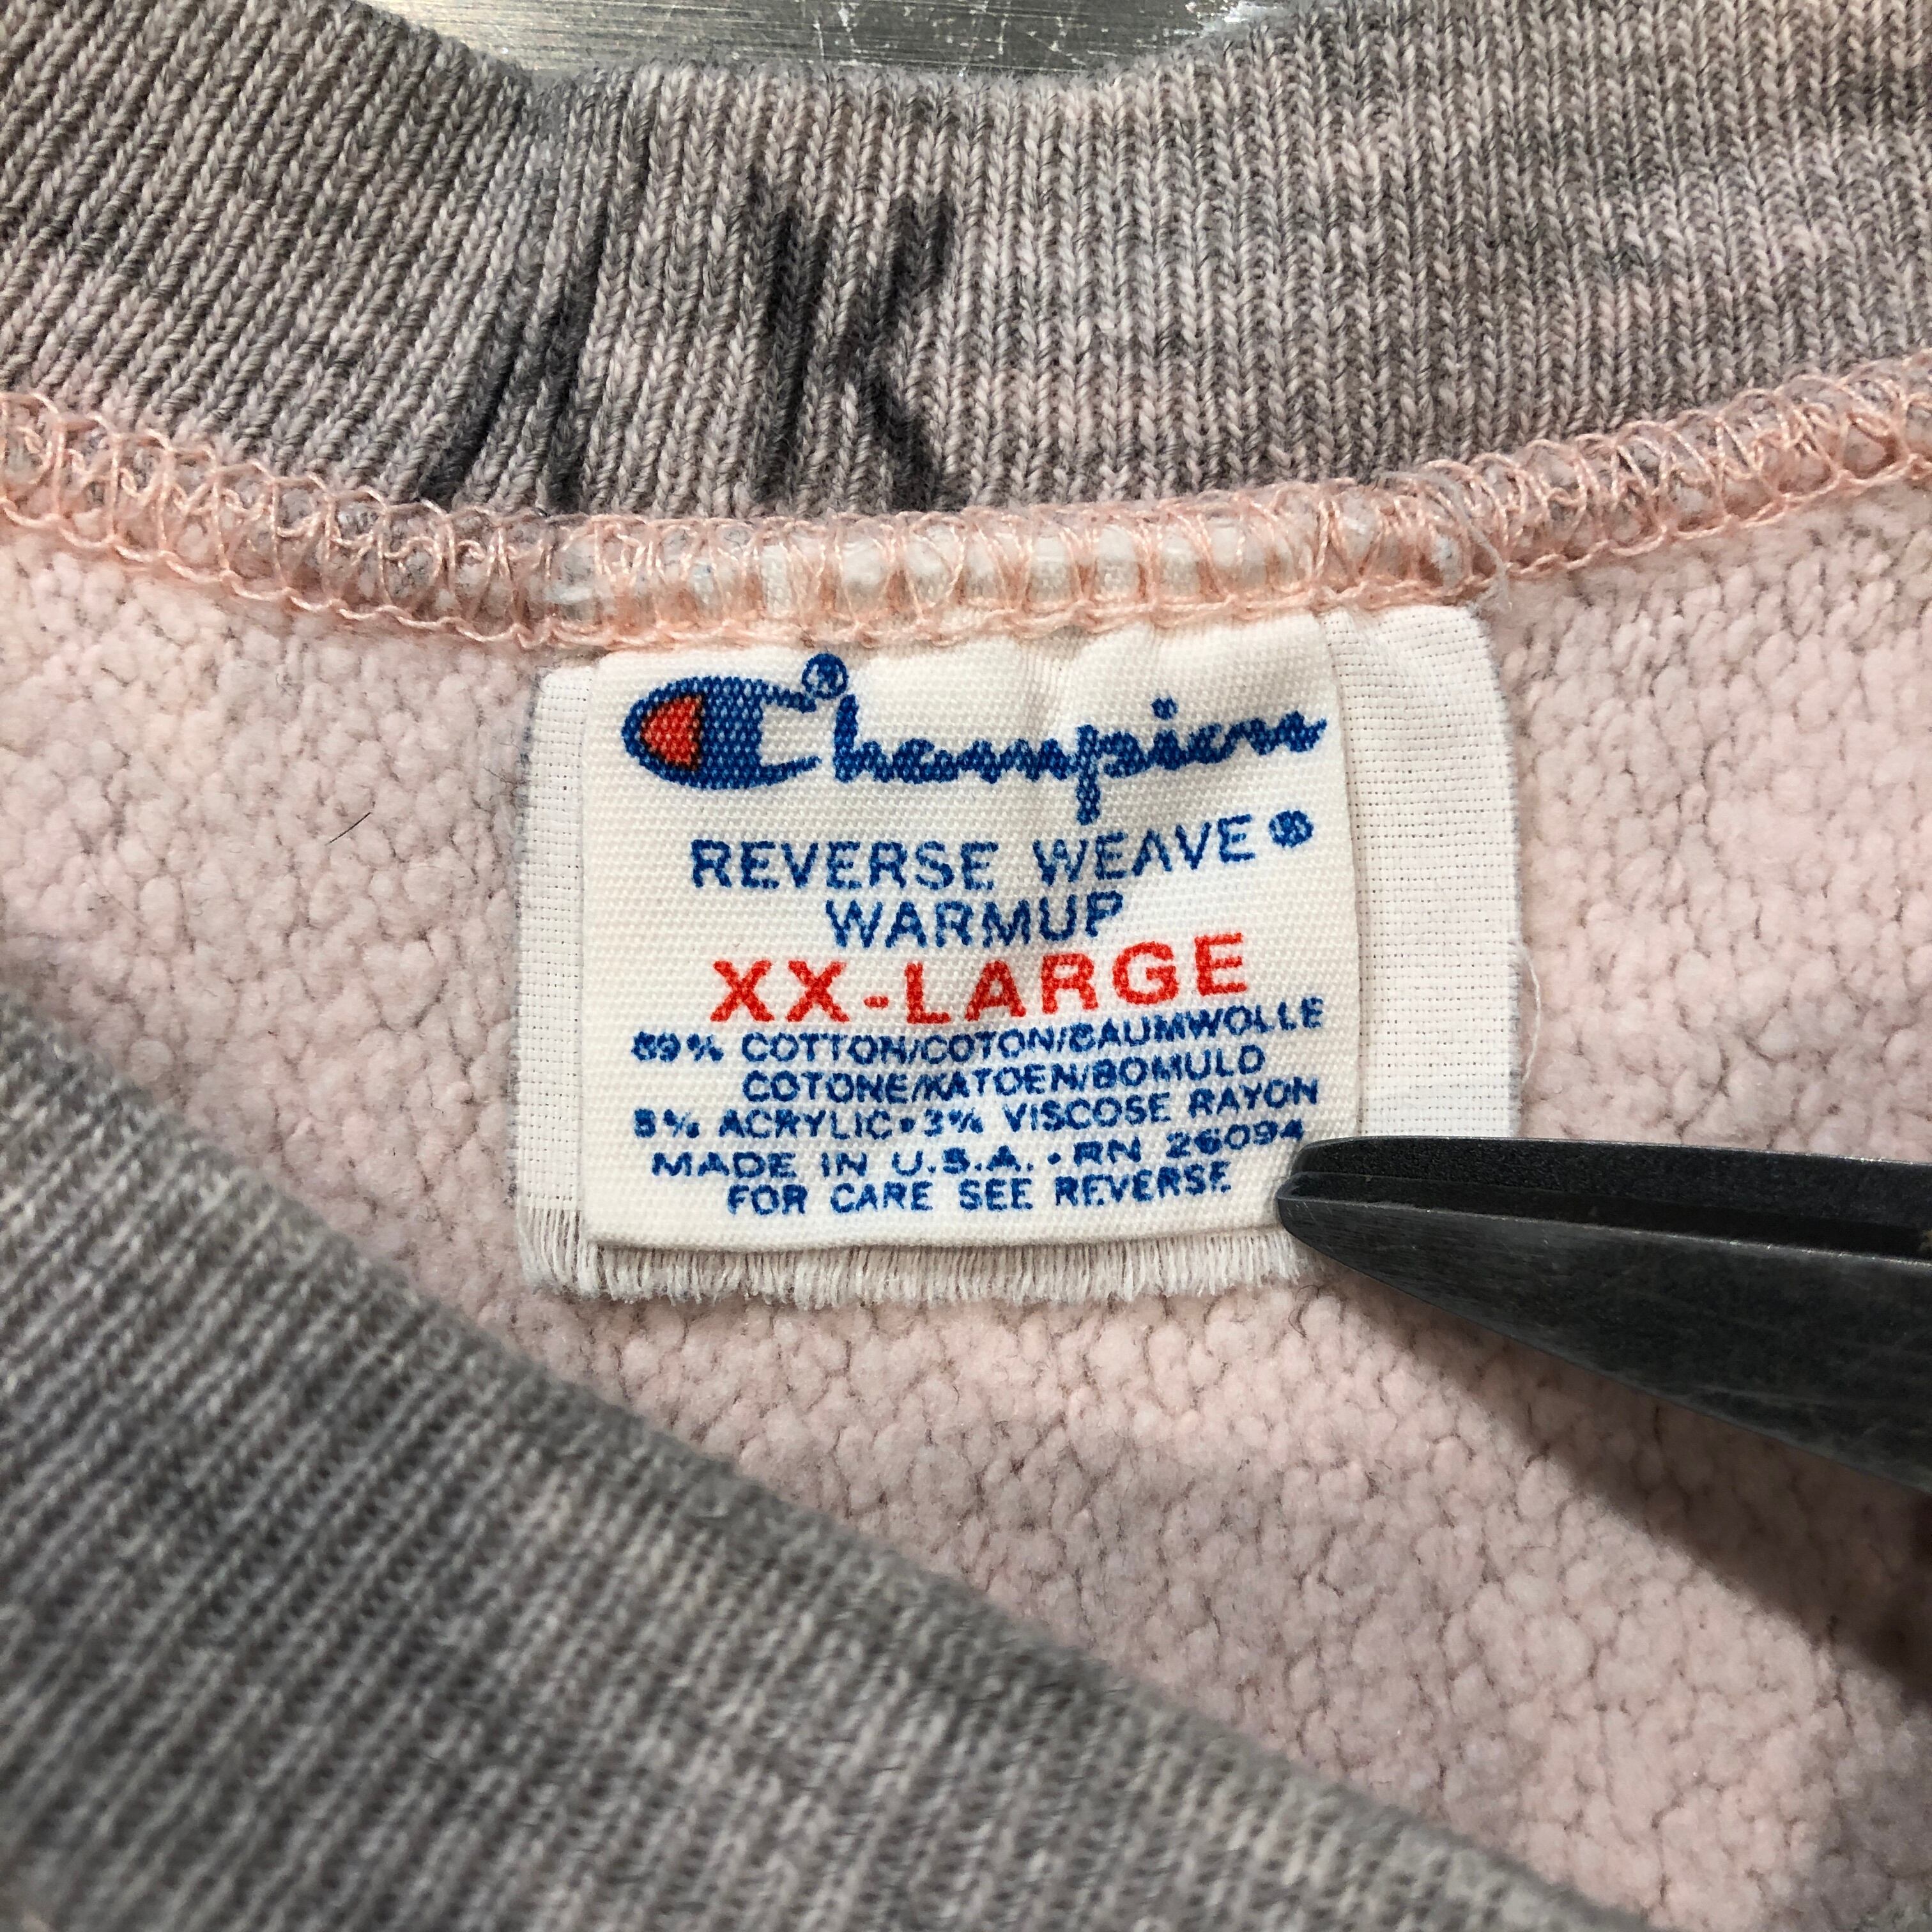 Champion®
REVERSE WEAVE®
WARMUP
XX-LARGE
89% COTTON/COTON/BAUMWOLLE
COTONE/KATOEN/BOMULD
8% ACRYLIC•3% VISCOSE RAYON
MADE IN U.S.A.•RN 26094
FOR CARE SEE REVERSE